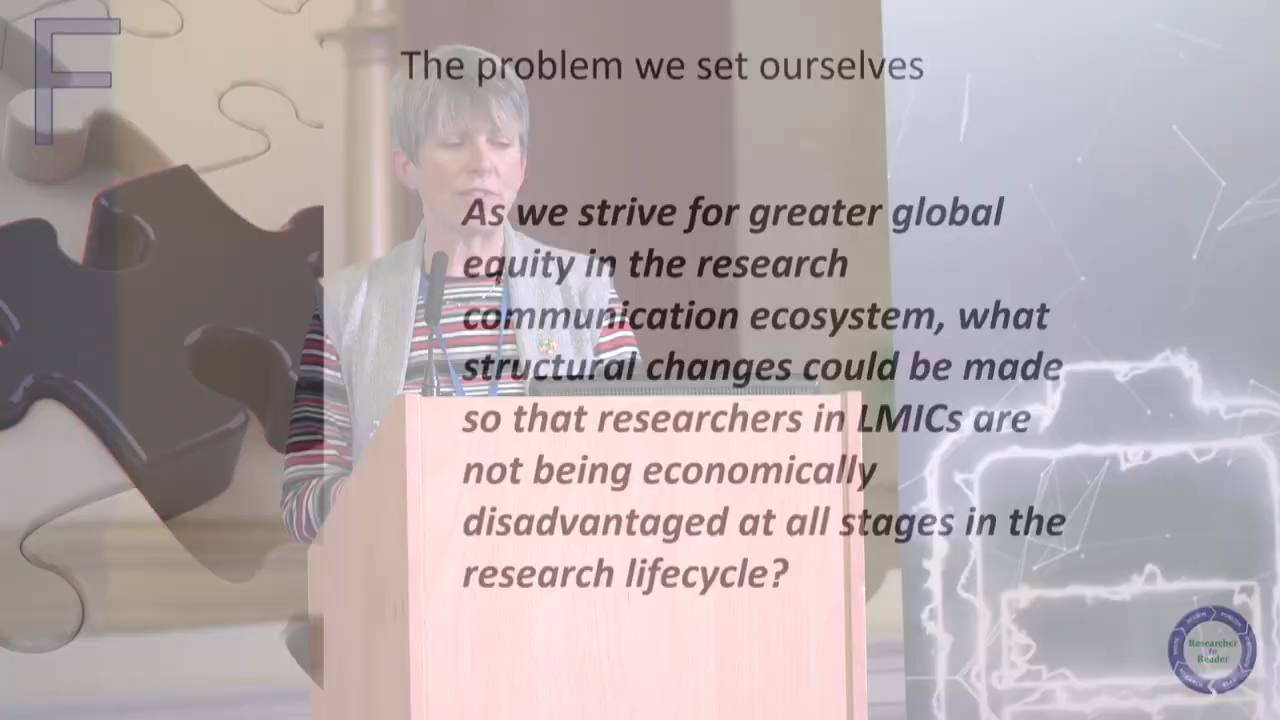 F
The problem we set ourselves
As we strive for greater global
equity in the research
communication ecosystem, what
structural changes could be made
so that researchers in LMICs are
not being economically
disadvantaged at all stages in the
research lifecycle?
Researcher
to
Reader